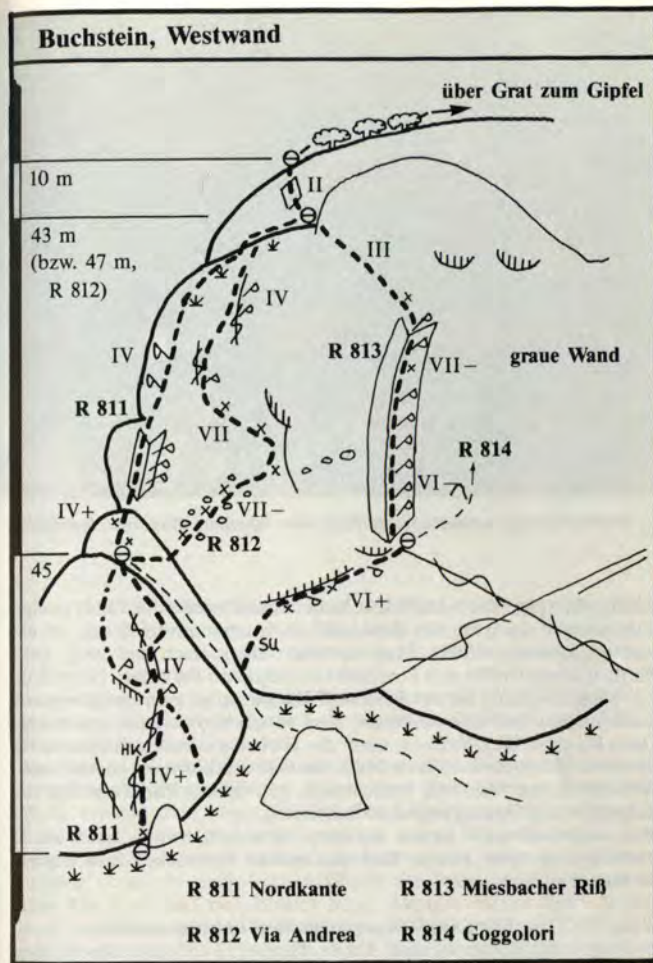 Buchstein, Westwand
über Grat zum Gipfel
10 m
II
43 m
(bzw. 47 m,
R 812)
III
IV
IV
R 813
VII –
graue Wand
R 811
VII
R 814
VI –
IV+
VII –
R 812
45
VI+
SU
IV
HK
IV+
R 811
R 811 Nordkante
R 813 Miesbacher Riß
R 812 Via Andrea
R 814 Goggolori